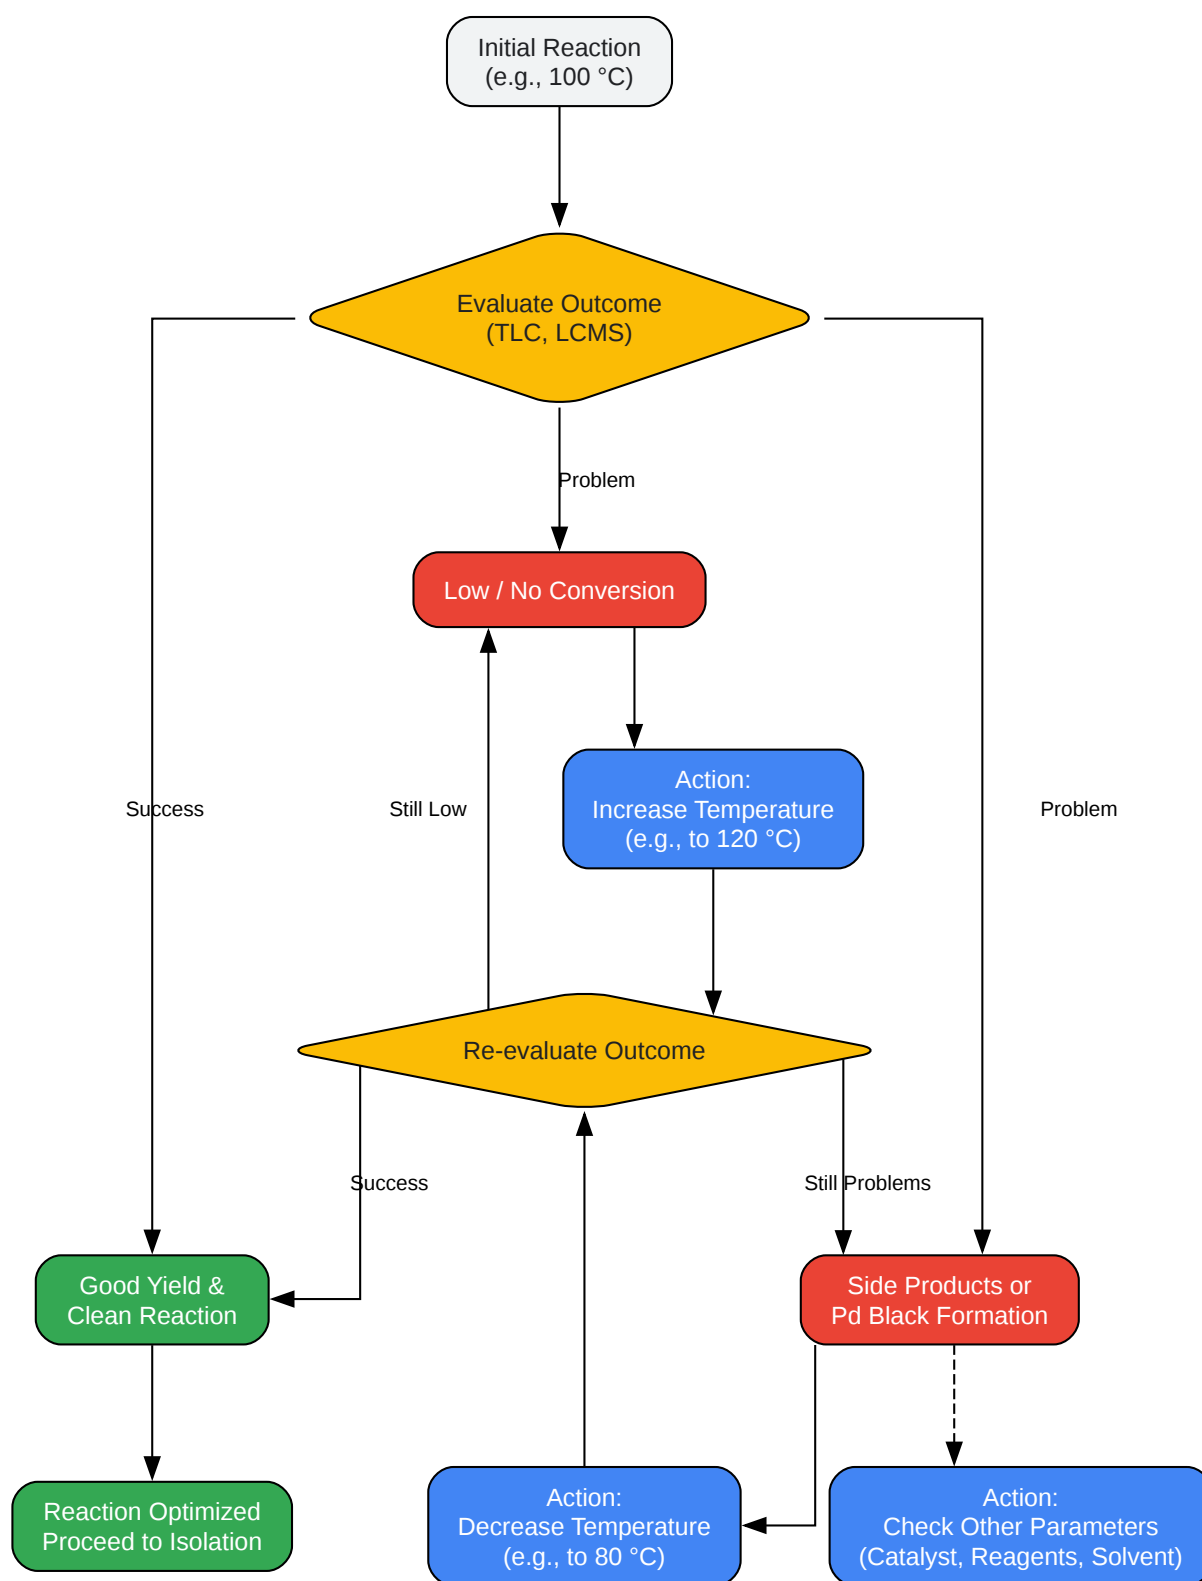 Initial Reaction
(e.g., 100 °C)
Evaluate Outcome
(TLC, LCMS)
Problem
Low / No Conversion
Action:
Increase Temperature
(e.g., to 120 °C)
Success
Still Low
Problem
Re-evaluate Outcome
Success
Still Problems
Good Yield &
Clean Reaction
Side Products or
Pd Black Formation
Reaction Optimized
Proceed to Isolation
Action:
Decrease Temperature
(e.g., to 80 °C)
Action:
Check Other Parameters
(Catalyst, Reagents, Solvent)